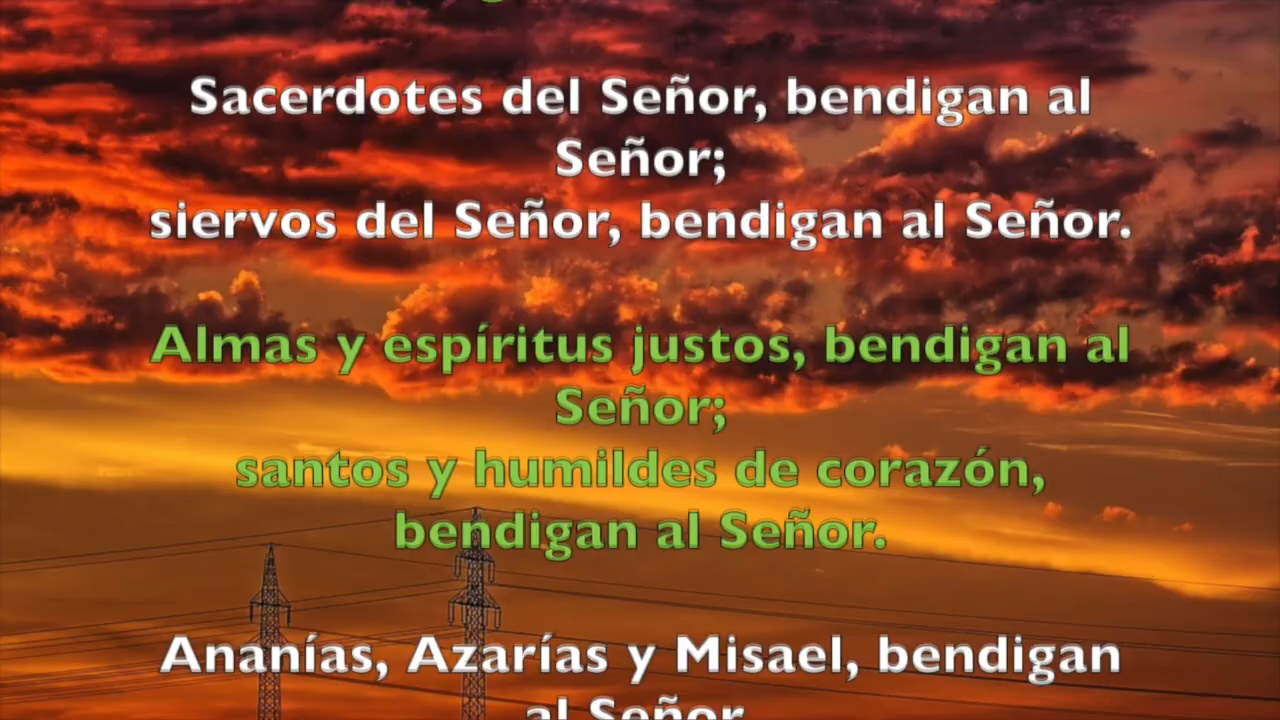 Sacerdotes del Señor, bendigan al
Señor;
siervos del Señor, bendigan al Señor.
Almas y espíritus justos, bendigan al
Señor;
santos y humildes de corazón,
bendigan al Señor.
Ananías, Azarías y Misael, bendigan
al Señor